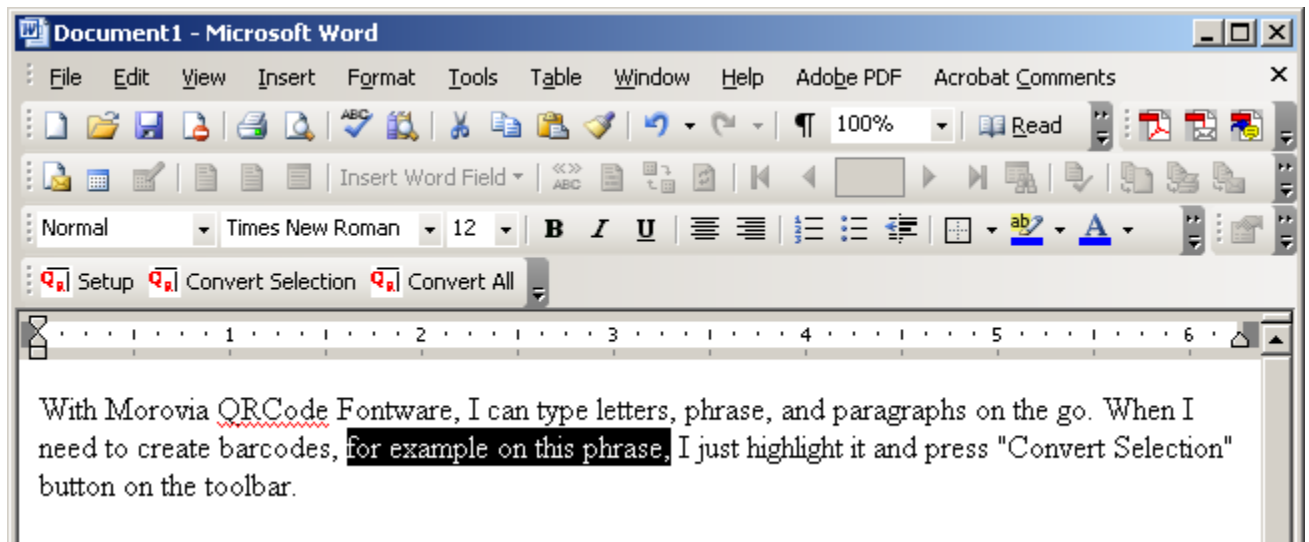 Document1 - Microsoft Word
File Edit View Insert Format Tools Table Window Help Adobe PDF Acrobat Comments
ABC 100% Read
Insert Word Field ABC
Normal Times New Roman 12 B I U ab A
Setup Convert Selection Convert All
1 2 3 4 5 6
With Morovia QRCode Fontware, I can type letters, phrase, and paragraphs on the go. When I
need to create barcodes, for example on this phrase, I just highlight it and press "Convert Selection"
button on the toolbar.